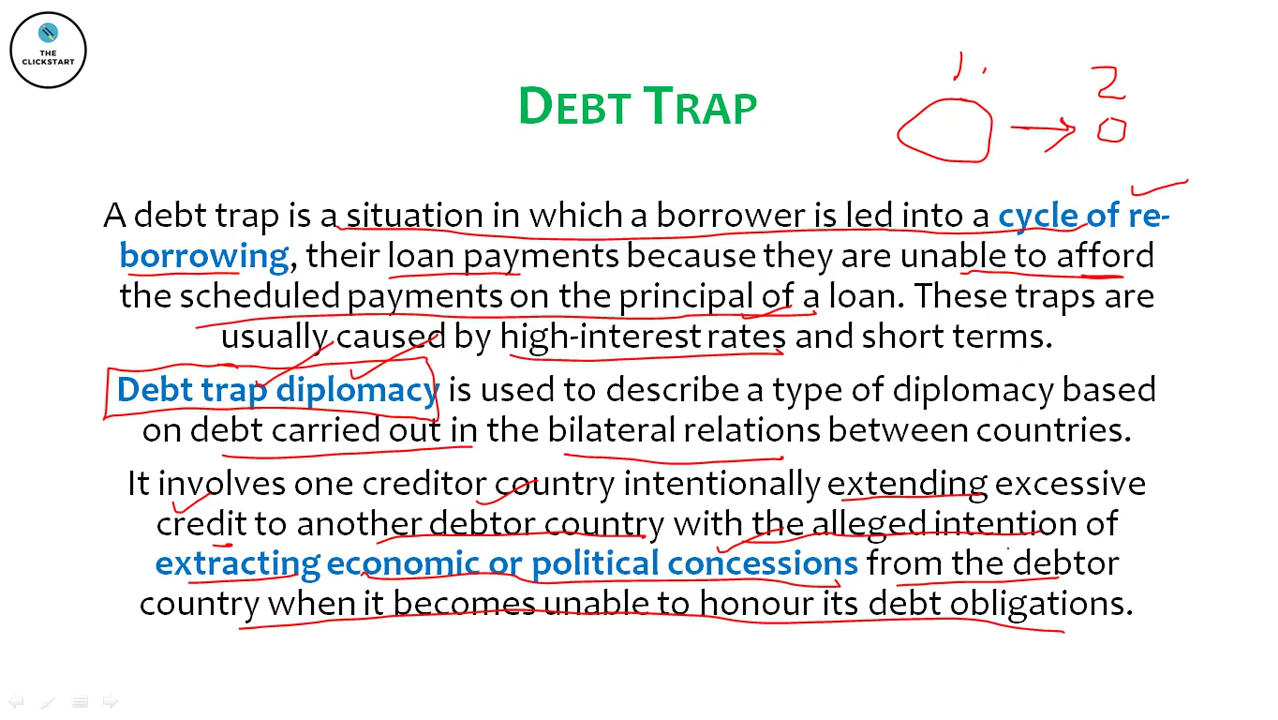 THE
CLICKSTART
1.
2
DEBT TRAP
A debt trap is a situation in which a borrower is led into a cycle of re-
borrowing, their loan payments because they are unable to afford
the scheduled payments on the principal of a loan. These traps are
usually caused by high-interest rates and short terms.
Debt trap diplomacy is used to describe a type of diplomacy based
on debt carried out in the bilateral relations between countries.
It involves one creditor country intentionally extending excessive
credit to another debtor country with the alleged intention of
extracting economic or political concessions from the debtor
country when it becomes unable to honour its debt obligations.